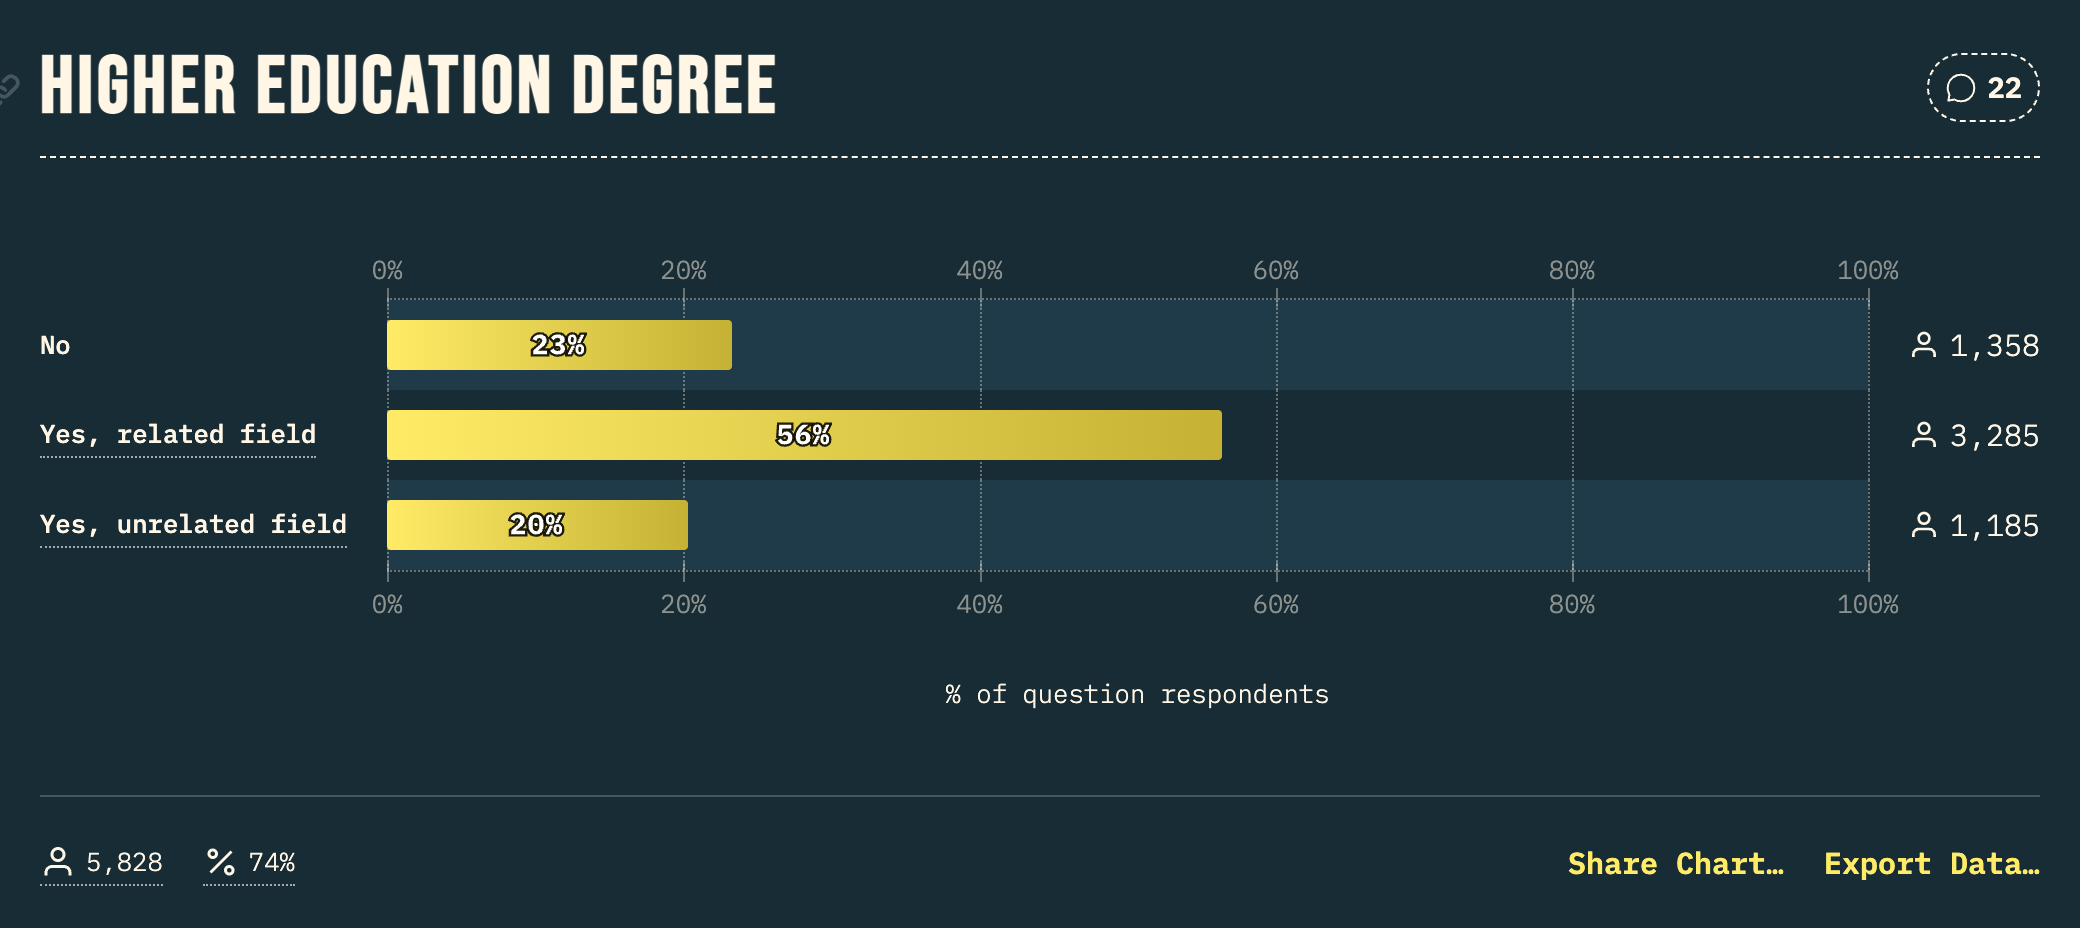 HIGHER EDUCATION DEGREE
22
0% 20% 40% 60% 80% 100%
No 23% 1,358
Yes, related field 56% 3,285
Yes, unrelated field 20% 1,185
0% 20% 40% 60% 80% 100%
% of question respondents
5,828 74% Share Chart… Export Data…